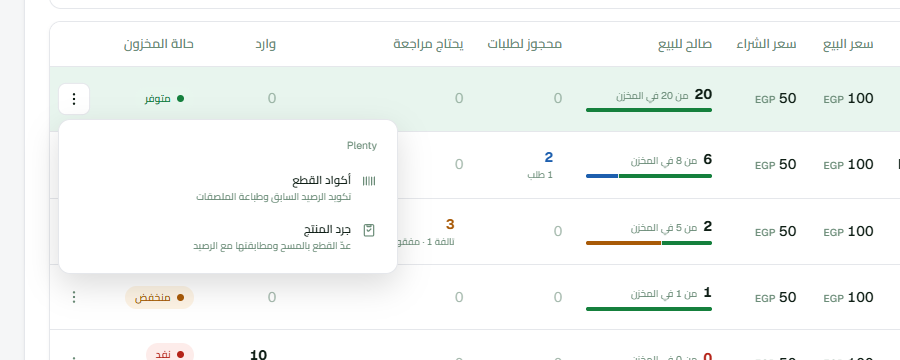 سعر البيع سعر الشراء صالح للبيع محجوز لطلبات يحتاج مراجعة وارد حالة المخزون
EGP 100 EGP 50 20 من 20 في المخزن 0 0 0 متوفر
EGP 100 EGP 50 6 من 8 في المخزن 2 0
1 طلب
EGP 100 EGP 50 2 من 5 في المخزن 0 3
تالفة 1 ·
EGP 100 EGP 50 1 من 1 في المخزن 0 0 0 منخفض
10 نفد
Plenty
أكواد القطع
تكويد الرصيد السابق وطباعة الملصقات
جرد المنتج
عدّ القطع بالمسح ومطابقتها مع الرصيد